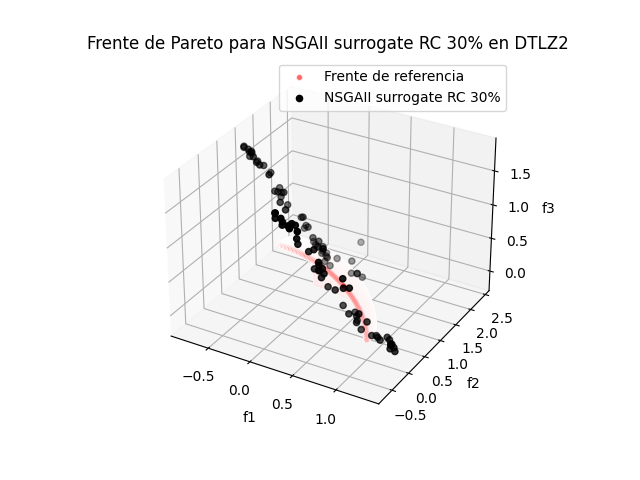 Frente de Pareto para NSGAII surrogate RC 30% en DTLZ2
Frente de referencia
NSGAII surrogate RC 30%
1.5
1.0
f3
0.5
0.0
2.5
2.0
1.5
1.0
0.5
0.0
−0.5
f2
−0.5
0.0
0.5
1.0
f1